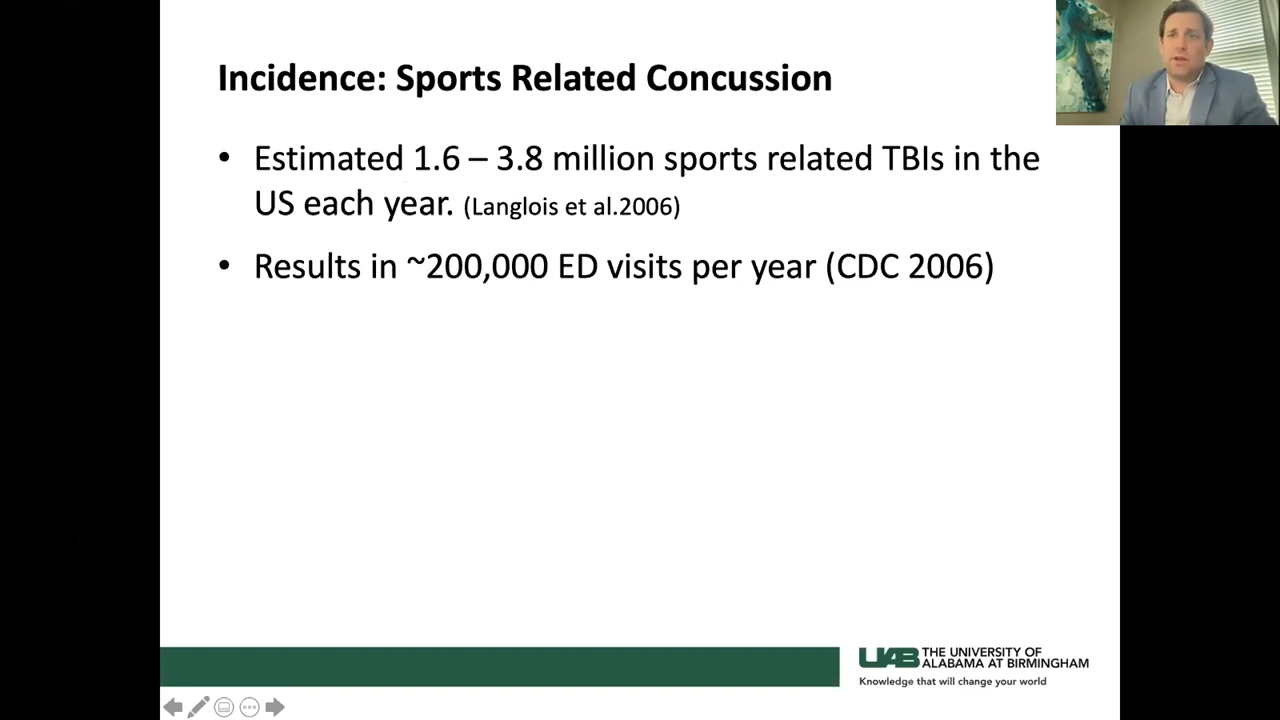 Incidence: Sports Related Concussion
• Estimated 1.6 – 3.8 million sports related TBIs in the
US each year. (Langlois et al.2006)
• Results in ~200,000 ED visits per year (CDC 2006)
UAB THE UNIVERSITY OF
ALABAMA AT BIRMINGHAM
Knowledge that will change your world